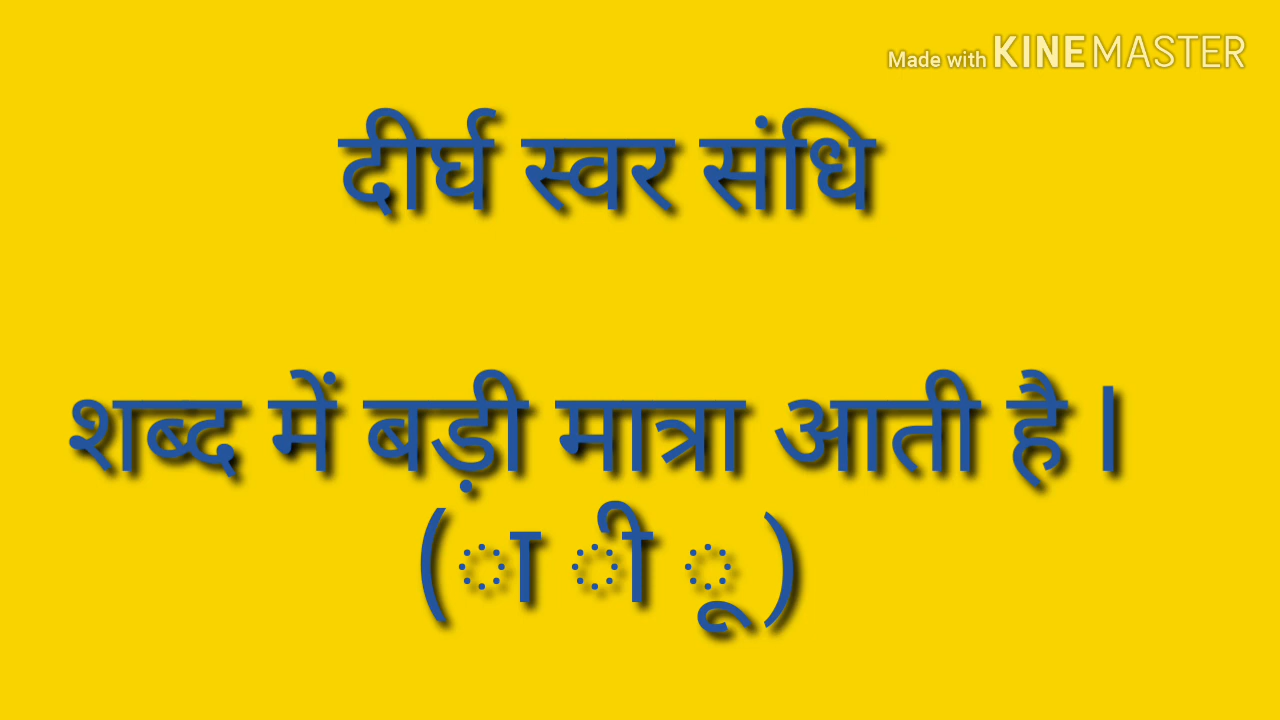 Made with KINEMASTER
दीर्घ स्वर संधि
शब्द में बड़ी मात्रा आती है l
(ा ी ू )